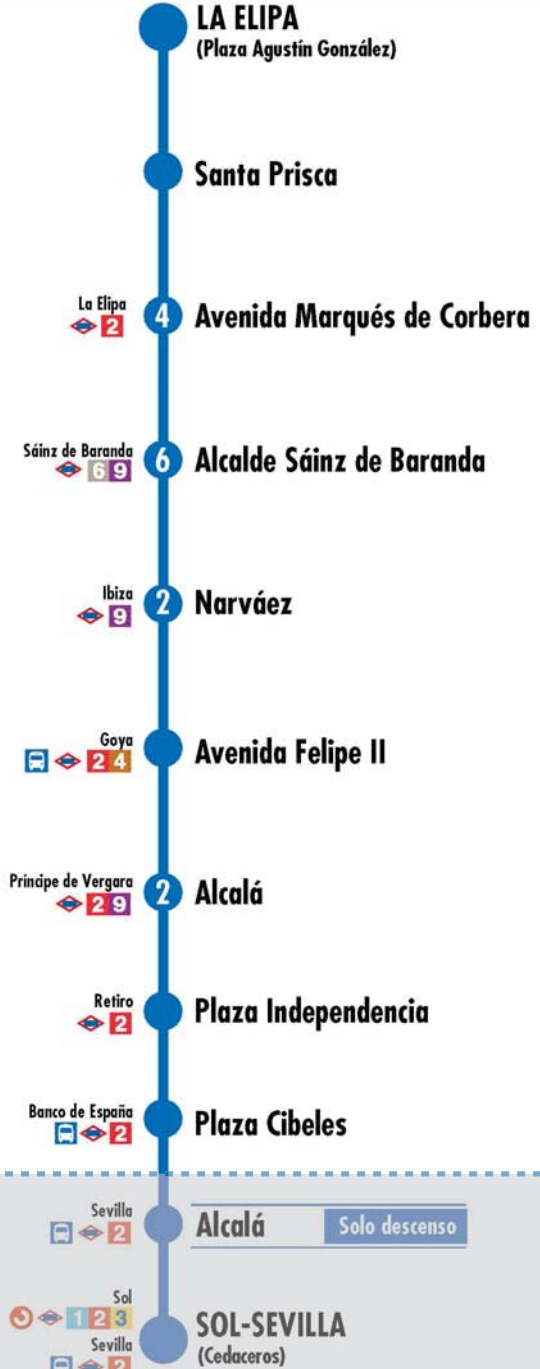 LA ELIPA
(Plaza Agustín González)
Santa Prisca
La Elipa
2
4
Avenida Marqués de Corbera
Sáinz de Baranda
6 9
6
Alcalde Sáinz de Baranda
Ibiza
9
2
Narváez
Goya
2 4
Avenida Felipe II
Principe de Vergara
2 9
2
Alcalá
Retiro
2
Plaza Independencia
Banco de España
2
Plaza Cibeles
Sevilla
2
Alcalá
Solo descenso
Sol
1 2 3
Sevilla
2
SOL-SEVILLA
(Cedaceros)